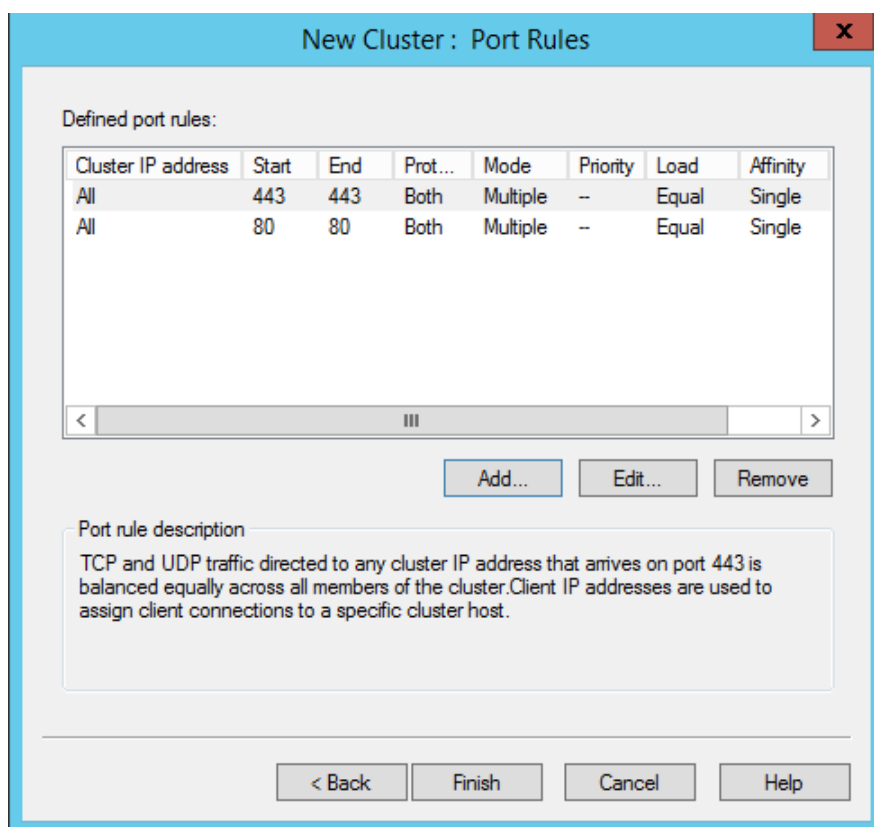 New Cluster : Port Rules
x
Defined port rules:
Cluster IP address Start End Prot... Mode Priority Load Affinity
All 443 443 Both Multiple -- Equal Single
All 80 80 Both Multiple -- Equal Single
Add... Edit... Remove
Port rule description
TCP and UDP traffic directed to any cluster IP address that arrives on port 443 is
balanced equally across all members of the cluster.Client IP addresses are used to
assign client connections to a specific cluster host.
< Back Finish Cancel Help